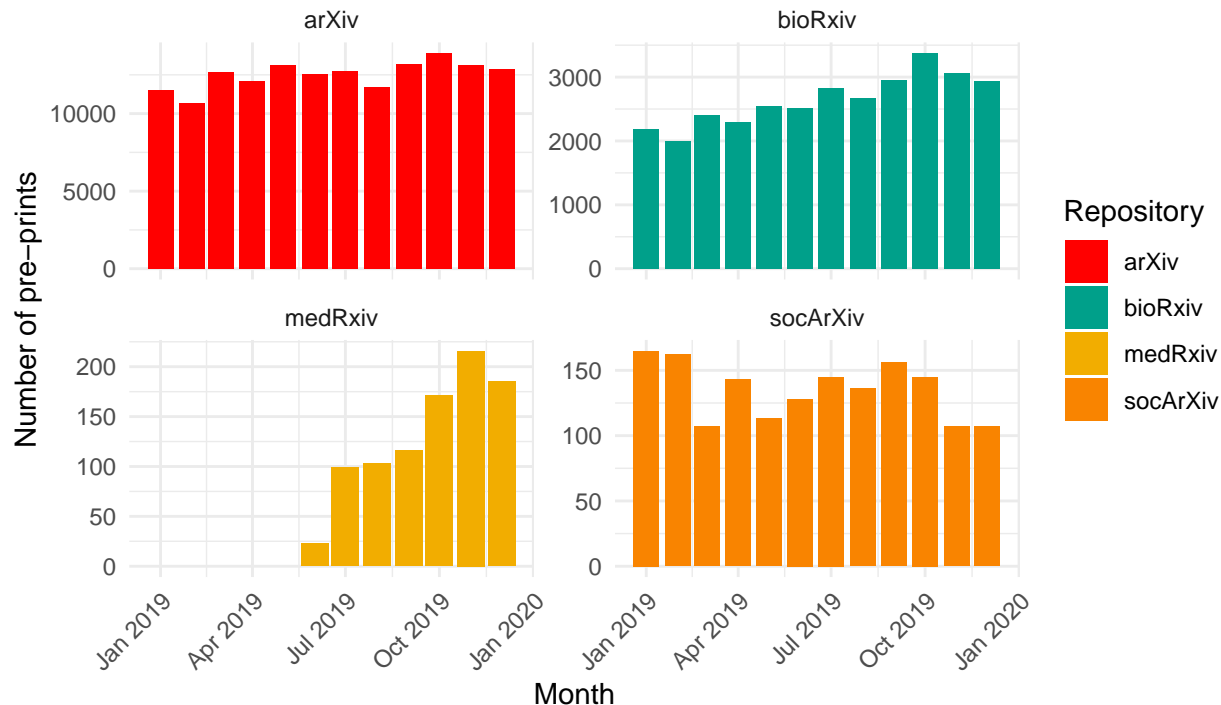 arXiv
bioRxiv
10000
5000
0
3000
2000
1000
0
medRxiv
socArXiv
200
150
100
50
0
150
100
50
0
Jan 2019
Apr 2019
Jul 2019
Oct 2019
Jan 2020
Jan 2019
Apr 2019
Jul 2019
Oct 2019
Jan 2020
Number of pre−prints
Month
Repository
arXiv
bioRxiv
medRxiv
socArXiv